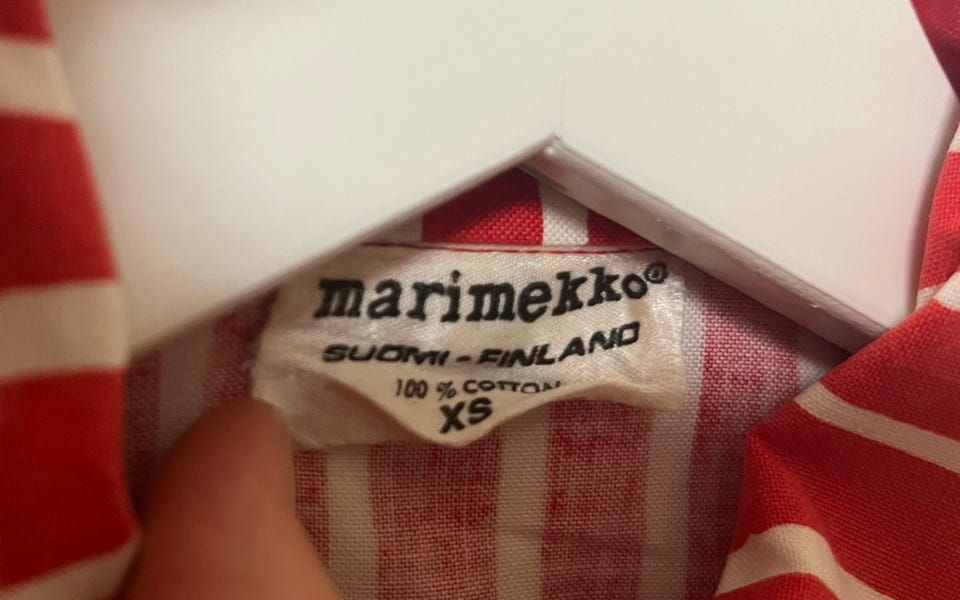 marimekko®
SUOMI - FINLAND
100 % COTTON
XS